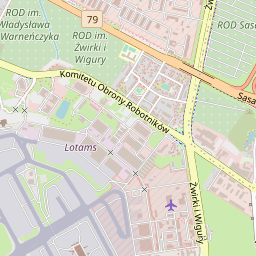 ROD im.
Władysława
Warneńczyka
79
ROD im.
Żwirki i
Wigury
ROD Sas
Sasa
Komitetu Obrony Robotników
Lotams
Żwirki i Wigury